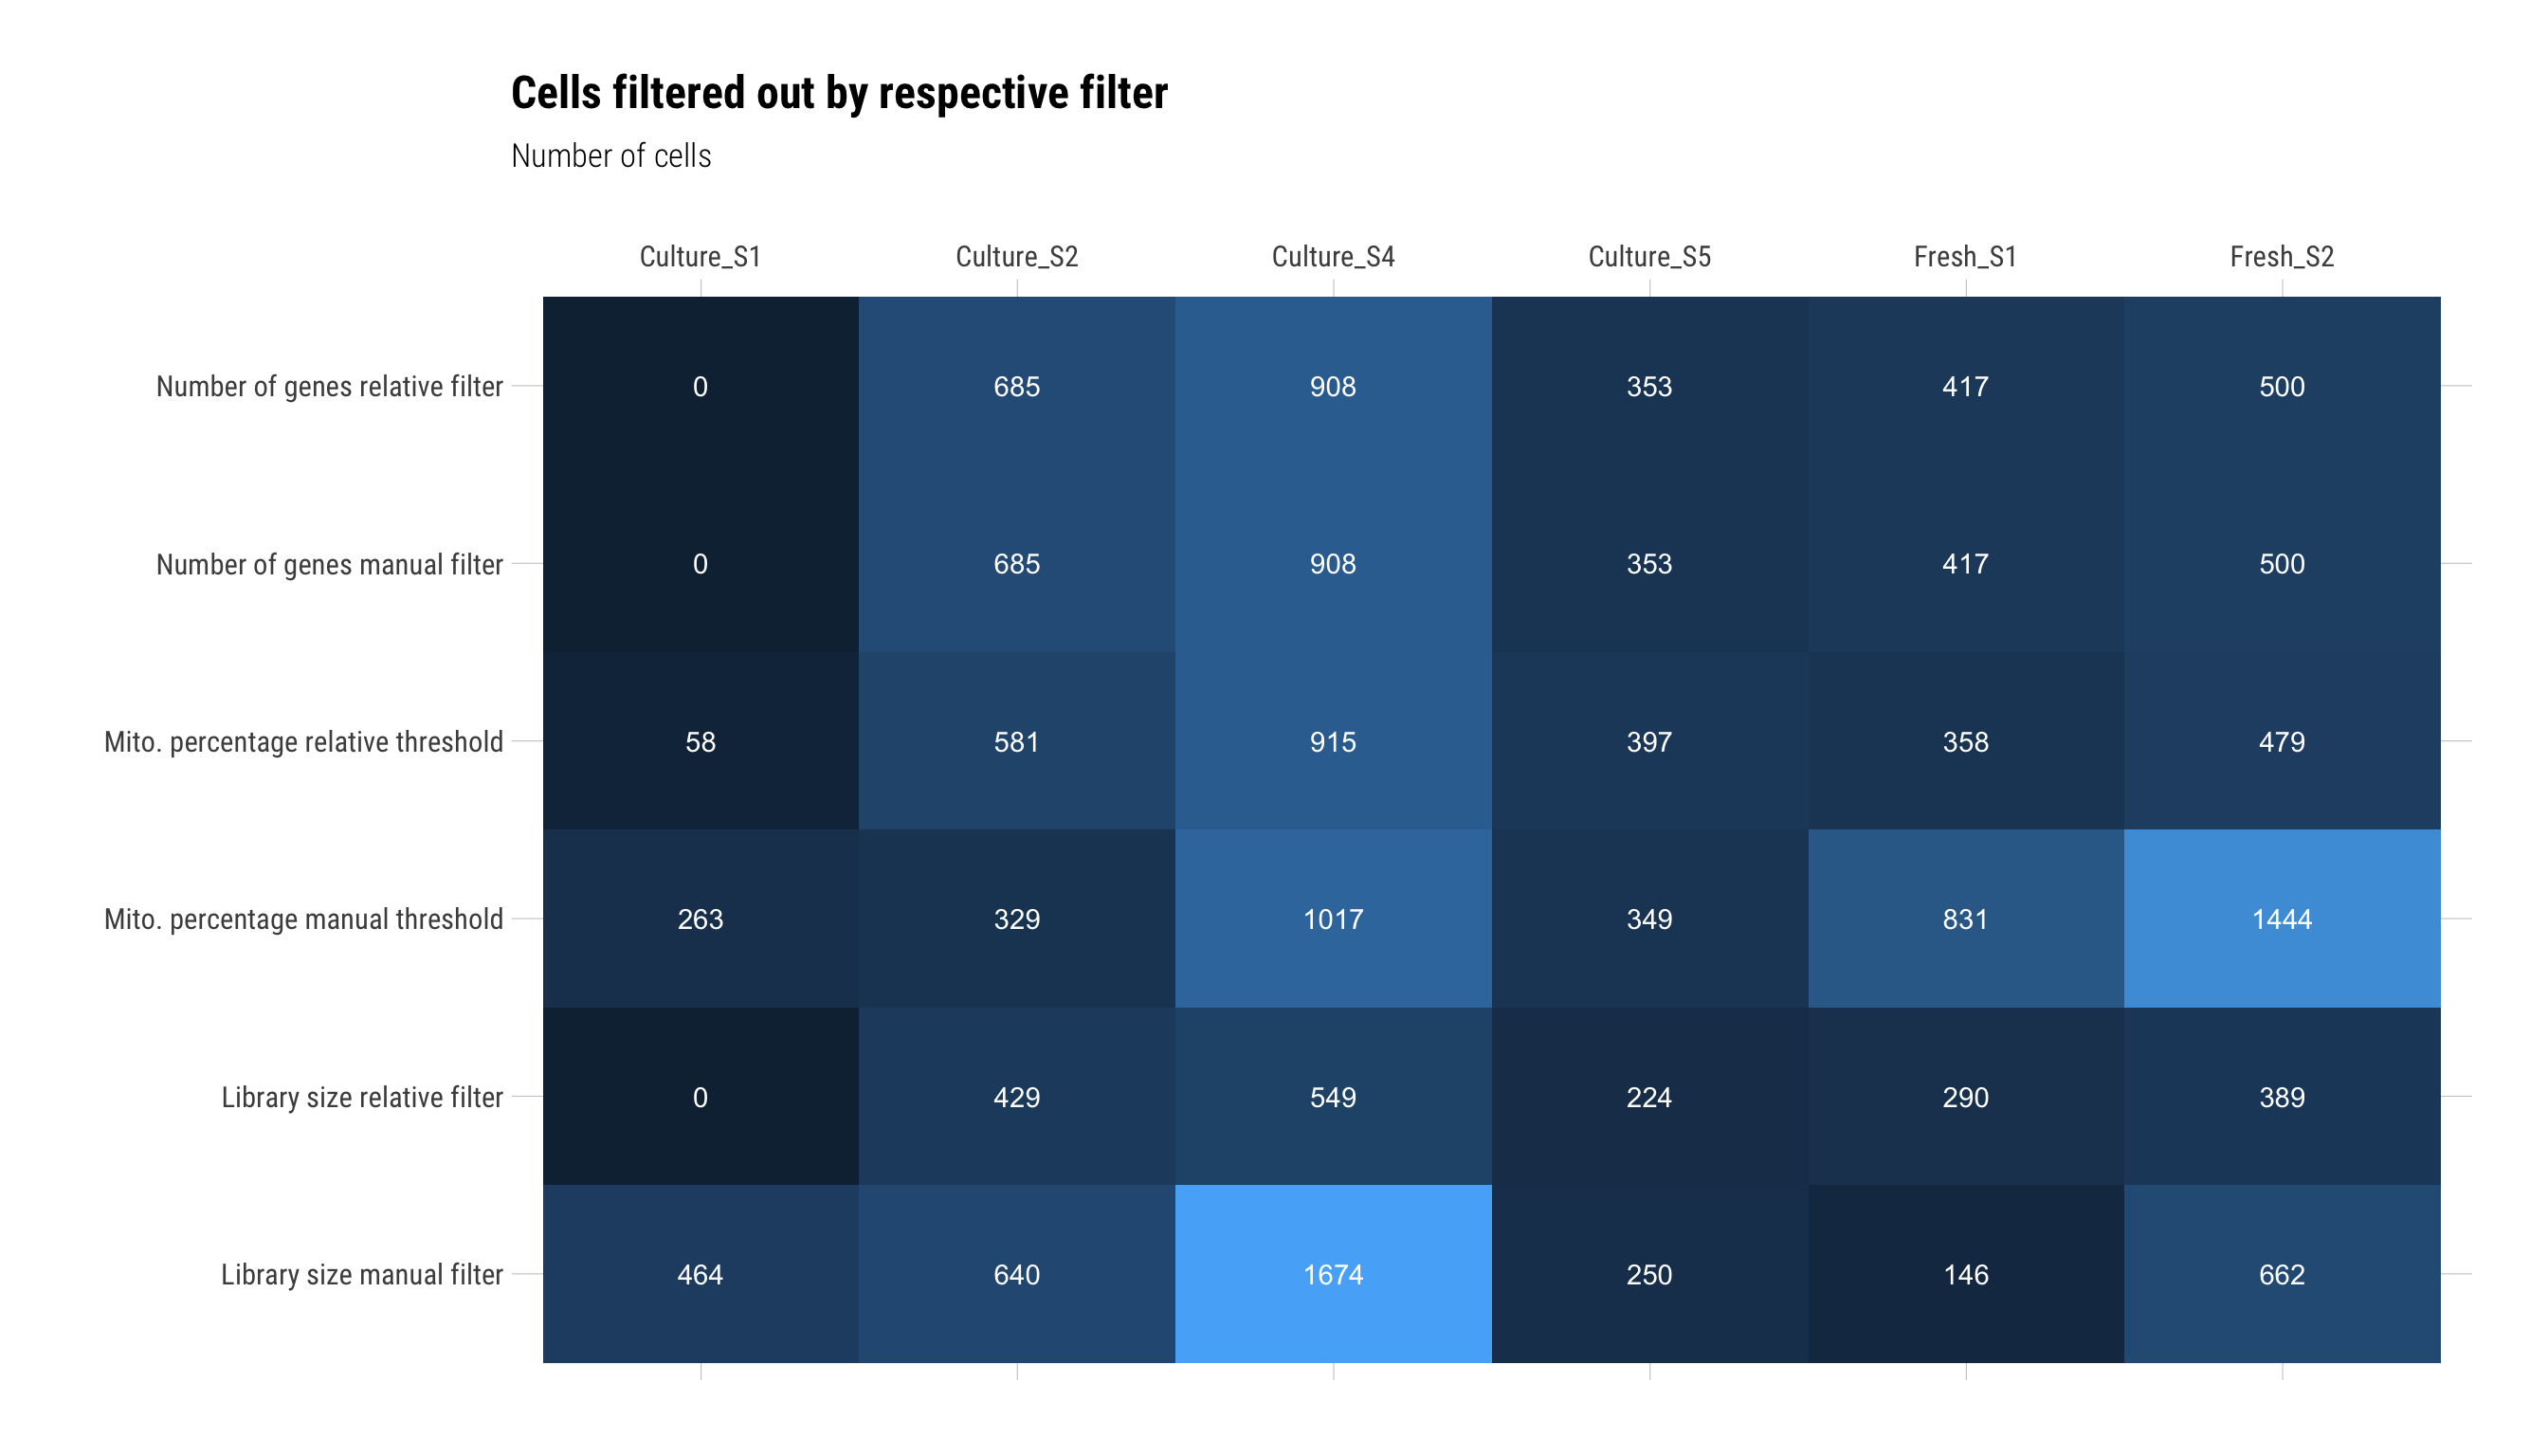 Cells filtered out by respective filter
Number of cells
Culture_S1 Culture_S2 Culture_S4 Culture_S5 Fresh_S1 Fresh_S2
Number of genes relative filter 0 685 908 353 417 500
Number of genes manual filter 0 685 908 353 417 500
Mito. percentage relative threshold 58 581 915 397 358 479
Mito. percentage manual threshold 263 329 1017 349 831 1444
Library size relative filter 0 429 549 224 290 389
Library size manual filter 464 640 1674 250 146 662